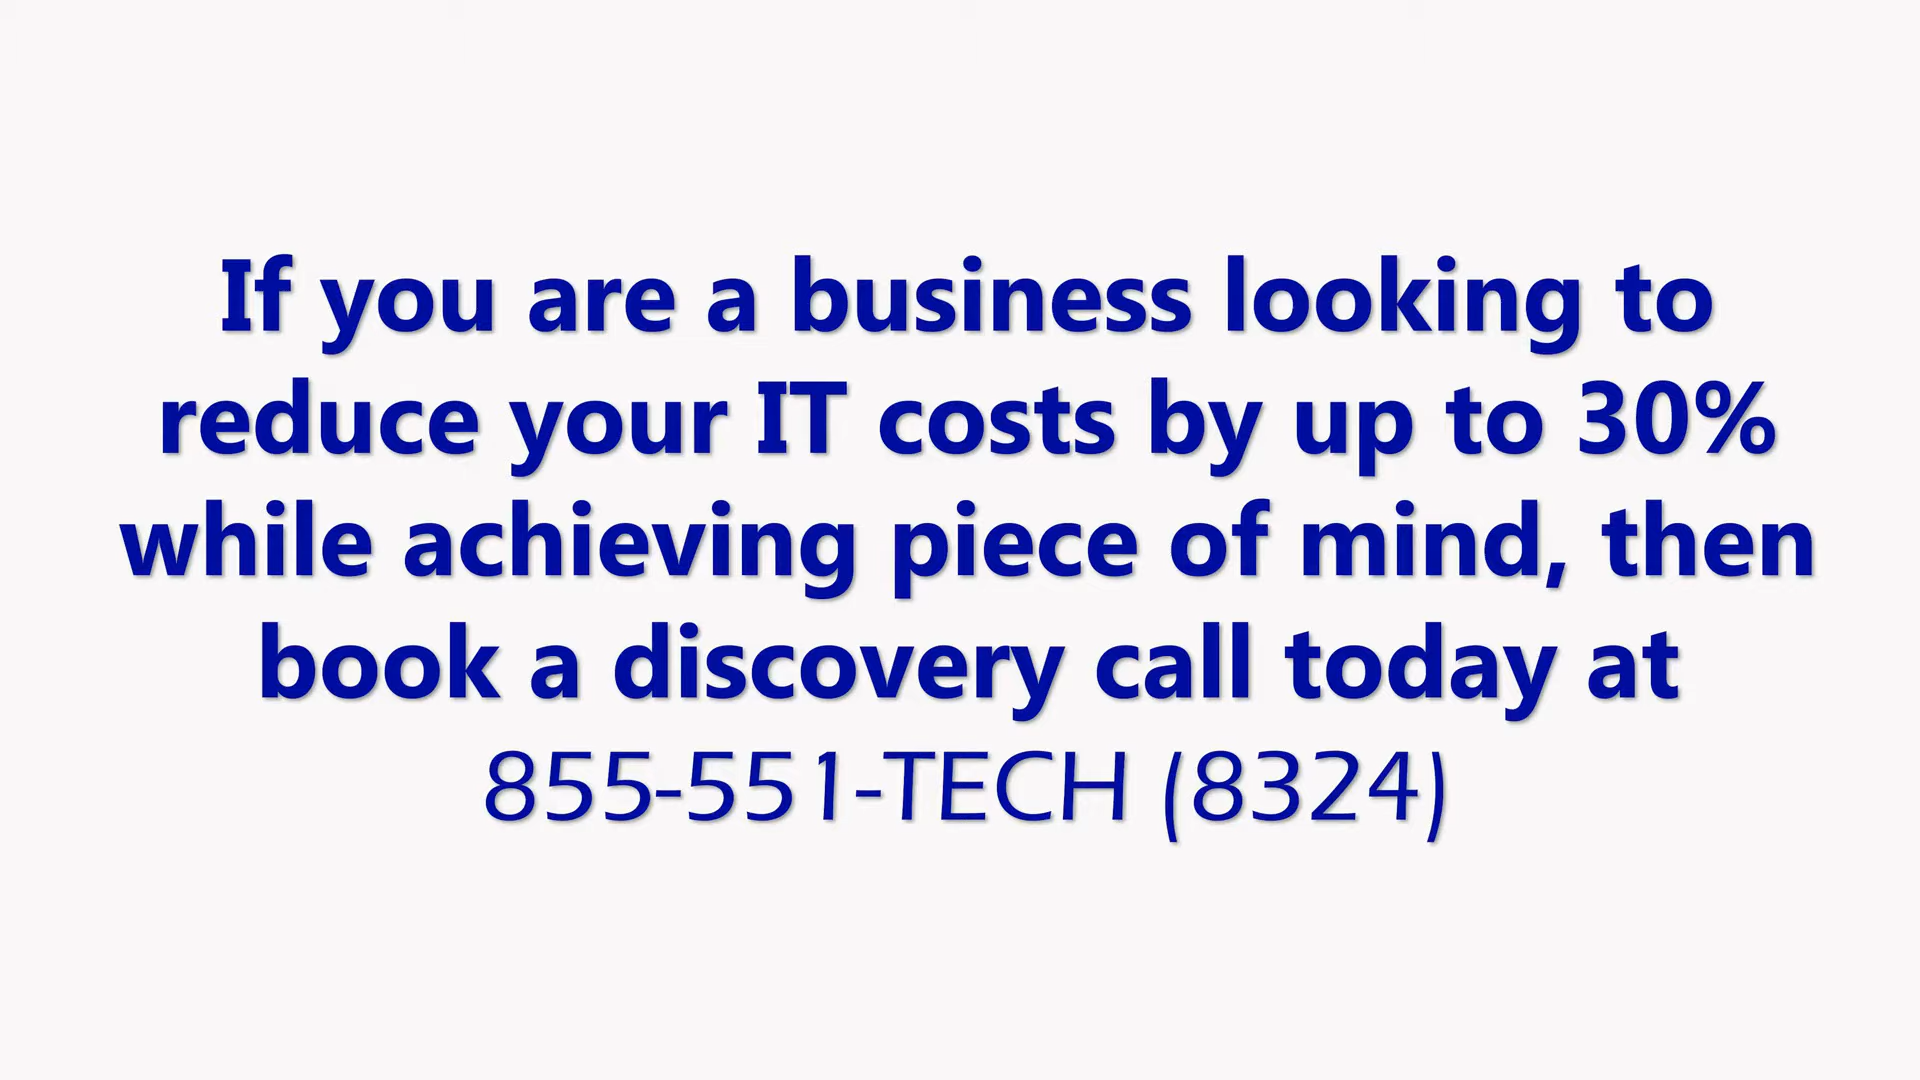 If you are a business looking to
reduce your IT costs by up to 30%
while achieving piece of mind, then
book a discovery call today at
855-551-TECH (8324)